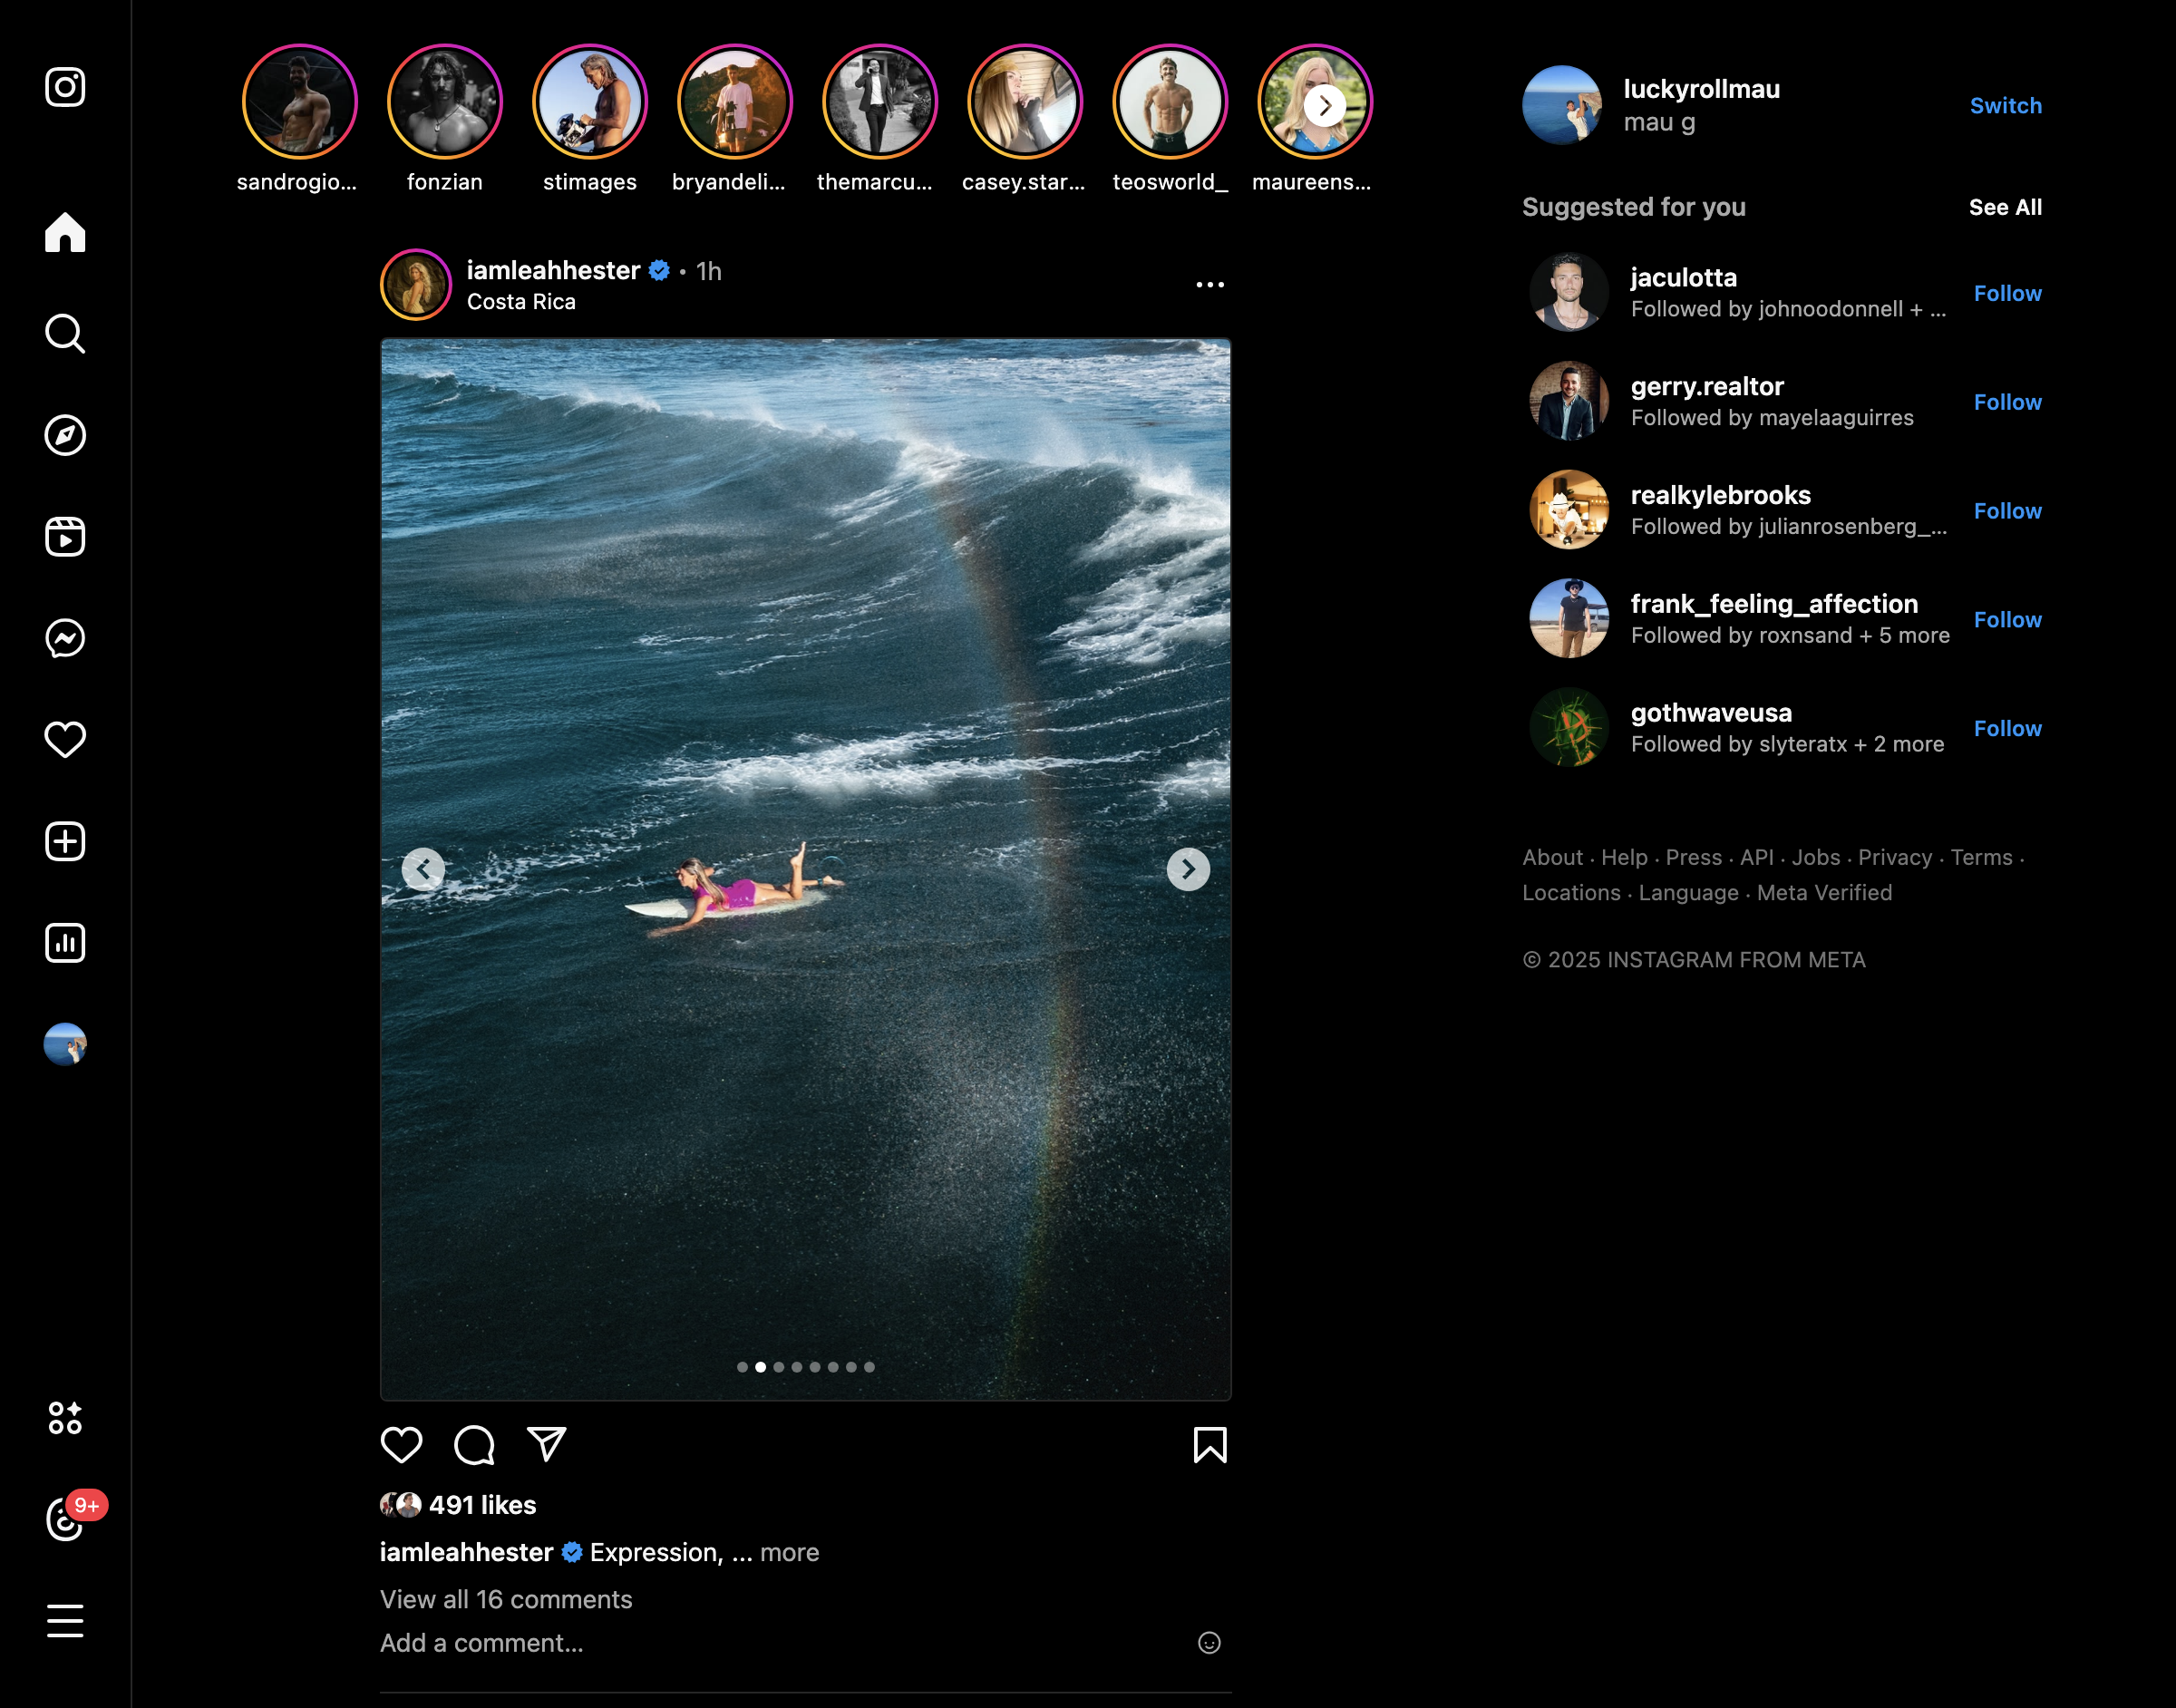 sandrogio...
fonzian
stimages
bryandeli...
themarcu...
casey.star...
teosworld_
maureens...
iamleahhester • 1h
Costa Rica
491 likes
iamleahhester Expression, ... more
View all 16 comments
Add a comment...
9+
luckyrollmau
mau g
Switch
Suggested for you
See All
jaculotta
Followed by johnoodonnell + ...
Follow
gerry.realtor
Followed by mayelaaguirres
Follow
realkylebrooks
Followed by julianrosenberg_...
Follow
frank_feeling_affection
Followed by roxnsand + 5 more
Follow
gothwaveusa
Followed by slyteratx + 2 more
Follow
About · Help · Press · API · Jobs · Privacy · Terms ·
Locations · Language · Meta Verified
© 2025 INSTAGRAM FROM META